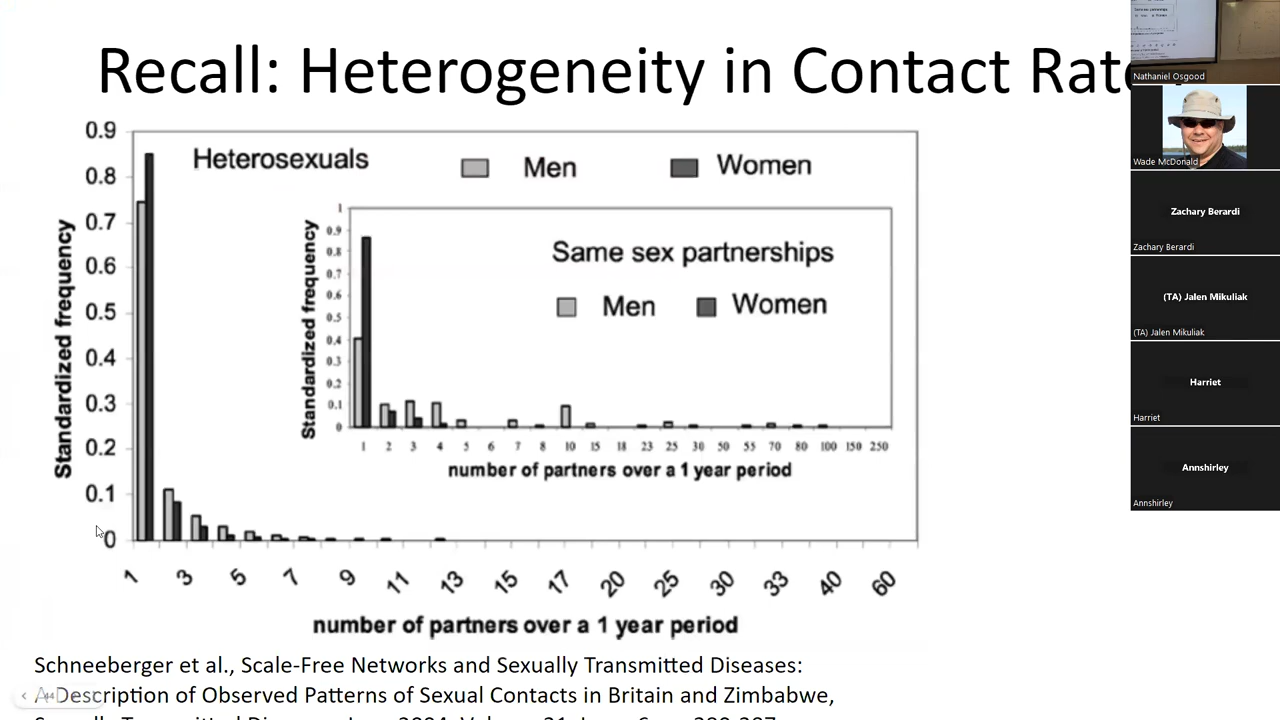 Recall: Heterogeneity in Contact Rate
Heterosexuals
Men
Women
0.9
0.8
0.7
0.6
0.5
0.4
0.3
0.2
0.1
0
Standardized frequency
1 3 5 7 9 11 13 15 17 20 25 30 33 40 60
number of partners over a 1 year period
Same sex partnerships
Men
Women
1
0.9
0.8
0.7
0.6
0.5
0.4
0.3
0.2
0.1
0
Standardized frequency
1 2 3 4 5 6 7 8 10 15 18 23 25 30 50 55 70 80 100 150 250
number of partners over a 1 year period
Schneeberger et al., Scale-Free Networks and Sexually Transmitted Diseases:
A Description of Observed Patterns of Sexual Contacts in Britain and Zimbabwe,
44
Nathaniel Osgood
Wade McDonald
Zachary Berardi
Zachary Berardi
(TA) Jalen Mikuliak
(TA) Jalen Mikuliak
Harriet
Harriet
Annshirley
Annshirley